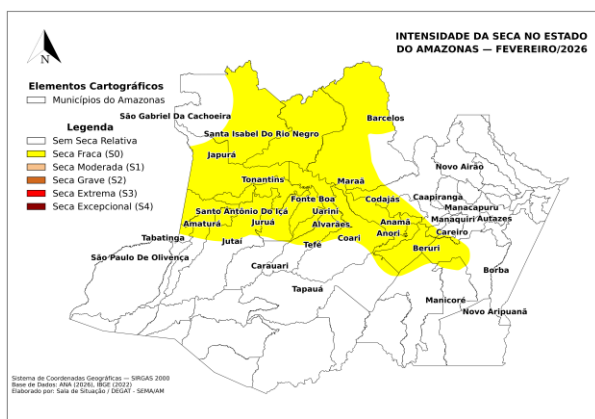 INTENSIDADE DA SECA NO ESTADO
DO AMAZONAS — FEVEREIRO/2026
N
Elementos Cartográficos
Municípios do Amazonas
Legenda
Sem Seca Relativa
Seca Fraca (S0)
Seca Moderada (S1)
Seca Grave (S2)
Seca Extrema (S3)
Seca Excepcional (S4)
São Gabriel Da Cachoeira
Barcelos
Santa Isabel Do Rio Negro
Japurá
Novo Airão
Tonantins
Maraã
Fonte Boa
Codajás
Caapiranga
Santo Antônio Do Içá
Uarini
Manacapuru
Amaturá
Juruá
Alvarães
Anamã
Manaquiri
Autazes
Tabatinga
Jutaí
Tefé
Coari
Anori
Careiro
São Paulo De Olivença
Beruri
Carauari
Borba
Tapauá
Manicoré
Novo Aripuanã
Sistema de Coordenadas Geográficas — SIRGAS 2000
Base de Dados: ANA (2026), IBGE (2022)
Elaborado por: Sala de Situação / DEGAT - SEMA/AM